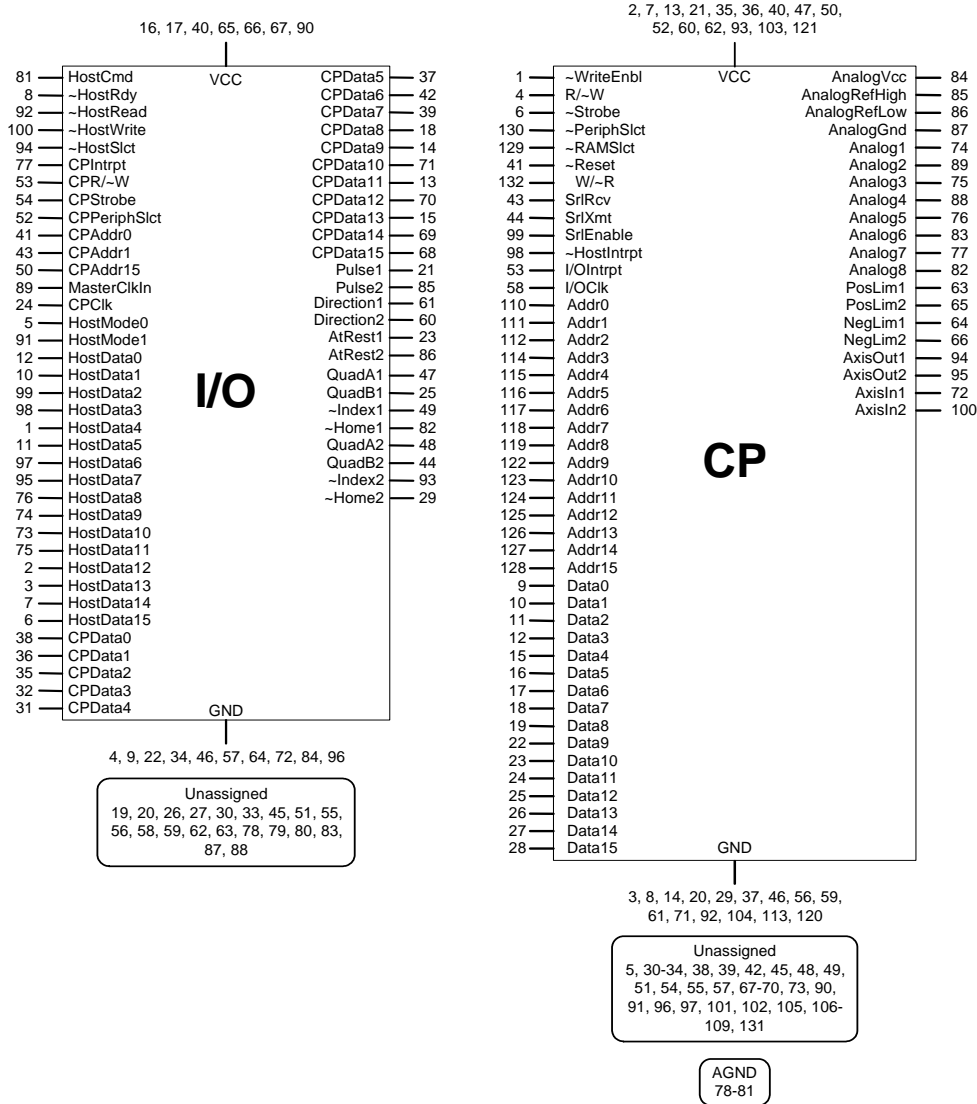 16, 17, 40, 65, 66, 67, 90
VCC
I/O
81 HostCmd
8 ~HostRdy
92 ~HostRead
100 ~HostWrite
94 ~HostSlct
77 CPIntrpt
53 CPR/~W
54 CPStrobe
52 CPPeriphSlct
41 CPAddr0
43 CPAddr1
50 CPAddr15
89 MasterClkIn
24 CPClk
5 HostMode0
91 HostMode1
12 HostData0
10 HostData1
99 HostData2
98 HostData3
1 HostData4
11 HostData5
97 HostData6
95 HostData7
76 HostData8
74 HostData9
73 HostData10
75 HostData11
2 HostData12
3 HostData13
7 HostData14
6 HostData15
38 CPData0
36 CPData1
35 CPData2
32 CPData3
31 CPData4
CPData5 37
CPData6 42
CPData7 39
CPData8 18
CPData9 14
CPData10 71
CPData11 13
CPData12 70
CPData13 15
CPData14 69
CPData15 68
Pulse1 21
Pulse2 85
Direction1 61
Direction2 60
AtRest1 23
AtRest2 86
QuadA1 47
QuadB1 25
~Index1 49
~Home1 82
QuadA2 48
QuadB2 44
~Index2 93
~Home2 29
GND
4, 9, 22, 34, 46, 57, 64, 72, 84, 96
Unassigned
19, 20, 26, 27, 30, 33, 45, 51, 55,
56, 58, 59, 62, 63, 78, 79, 80, 83,
87, 88
2, 7, 13, 21, 35, 36, 40, 47, 50,
52, 60, 62, 93, 103, 121
VCC
CP
1 ~WriteEnbl
4 R/~W
6 ~Strobe
130 ~PeriphSlct
129 ~RAMSlct
41 ~Reset
132 W/~R
43 SrlRcv
44 SrlXmt
99 SrlEnable
98 ~HostIntrpt
53 I/OIntrpt
58 I/OClk
110 Addr0
111 Addr1
112 Addr2
114 Addr3
115 Addr4
116 Addr5
117 Addr6
118 Addr7
119 Addr8
122 Addr9
123 Addr10
124 Addr11
125 Addr12
126 Addr13
127 Addr14
128 Addr15
9 Data0
10 Data1
11 Data2
12 Data3
15 Data4
16 Data5
17 Data6
18 Data7
19 Data8
22 Data9
23 Data10
24 Data11
25 Data12
26 Data13
27 Data14
28 Data15
AnalogVcc 84
AnalogRefHigh 85
AnalogRefLow 86
AnalogGnd 87
Analog1 74
Analog2 89
Analog3 75
Analog4 88
Analog5 76
Analog6 83
Analog7 77
Analog8 82
PosLim1 63
PosLim2 65
NegLim1 64
NegLim2 66
AxisOut1 94
AxisOut2 95
AxisIn1 72
AxisIn2 100
GND
3, 8, 14, 20, 29, 37, 46, 56, 59,
61, 71, 92, 104, 113, 120
Unassigned
5, 30-34, 38, 39, 42, 45, 48, 49,
51, 54, 55, 57, 67-70, 73, 90,
91, 96, 97, 101, 102, 105, 106-
109, 131
AGND
78-81